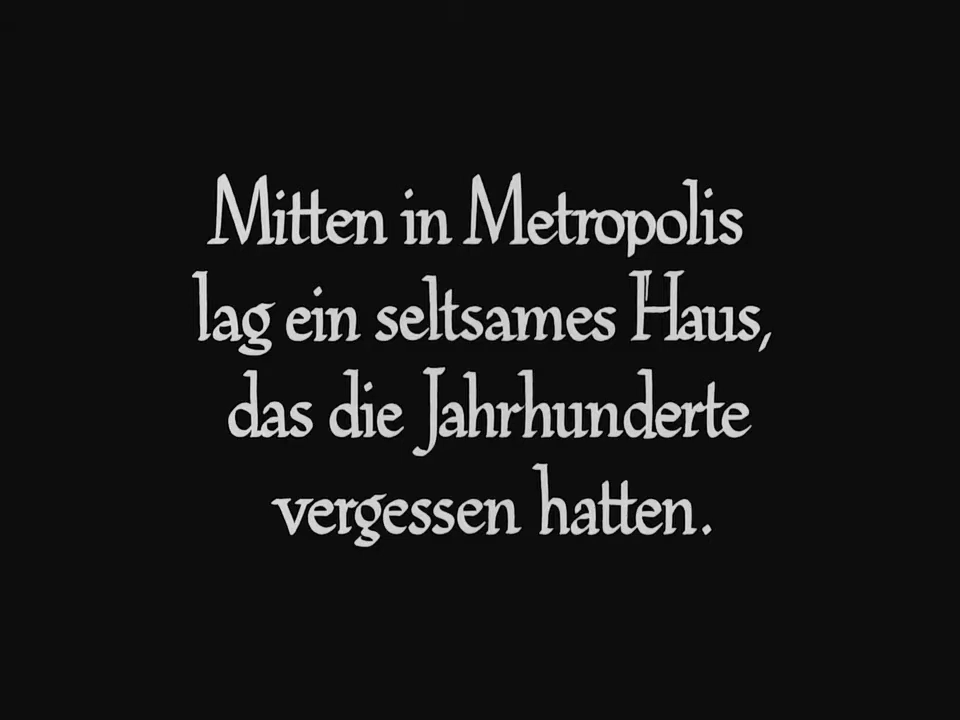 Mitten in Metropolis
lag ein seltsames Haus,
das die Jahrhunderte
vergessen hatten.